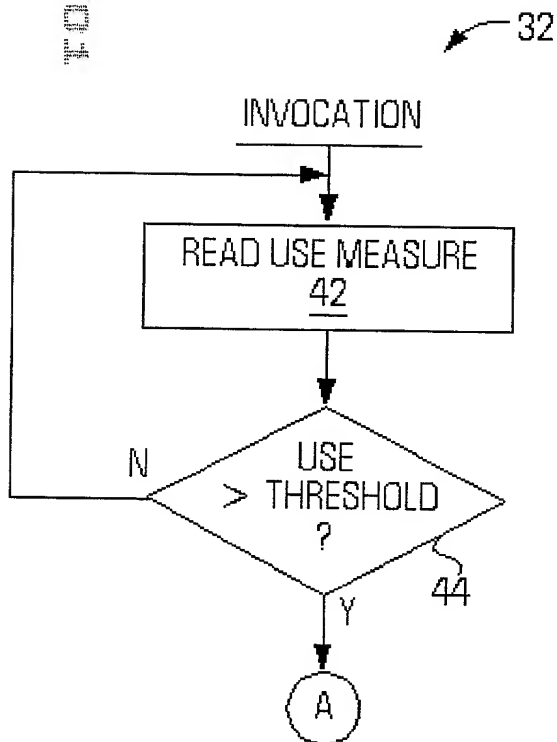 32
INVOCATION
READ USE MEASURE
42
N
USE
> THRESHOLD
?
44
Y
A